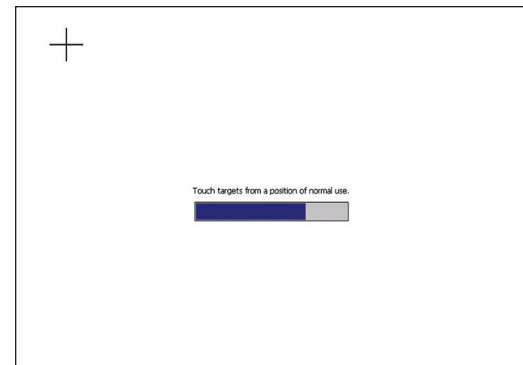 Touch targets from a position of normal use.